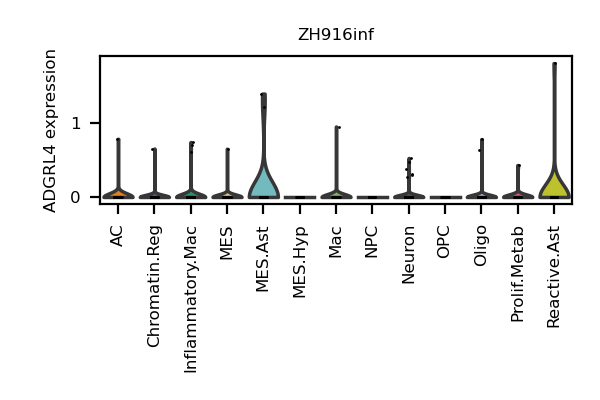 ZH916inf
ADGRL4 expression
1
0
AC
Chromatin.Reg
Inflammatory.Mac
MES
MES.Ast
MES.Hyp
Mac
NPC
Neuron
OPC
Oligo
Prolif.Metab
Reactive.Ast